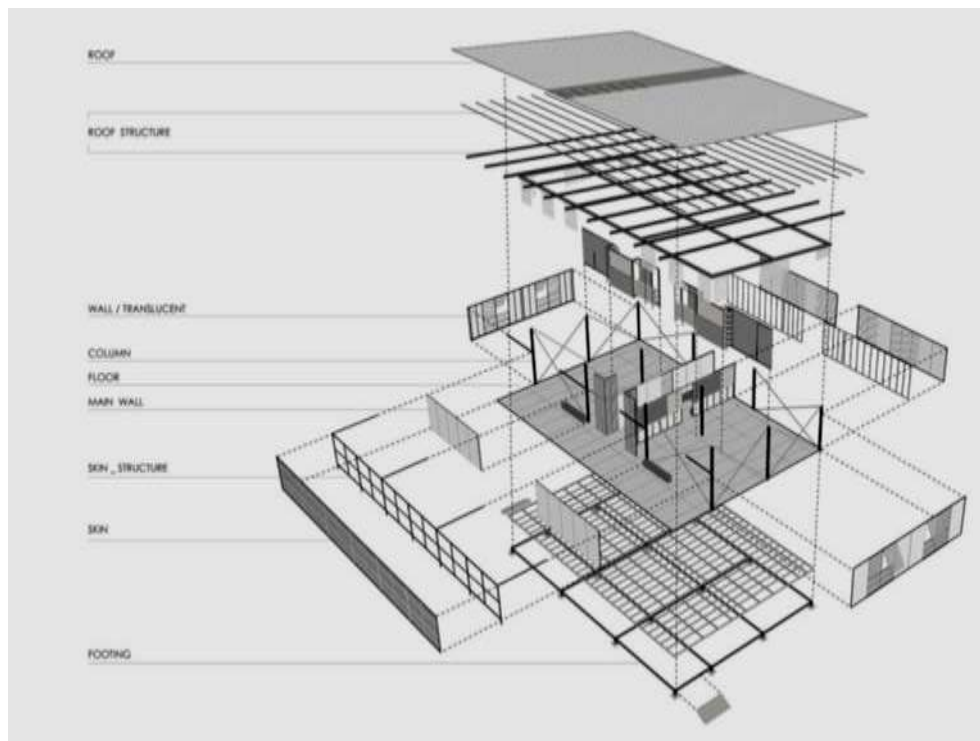 ROOF
ROOF STRUCTURE
WALL / TRANSLUCENT
COLUMN
FLOOR
MAIN WALL
SKIN _ STRUCTURE
SKIN
FOOTING